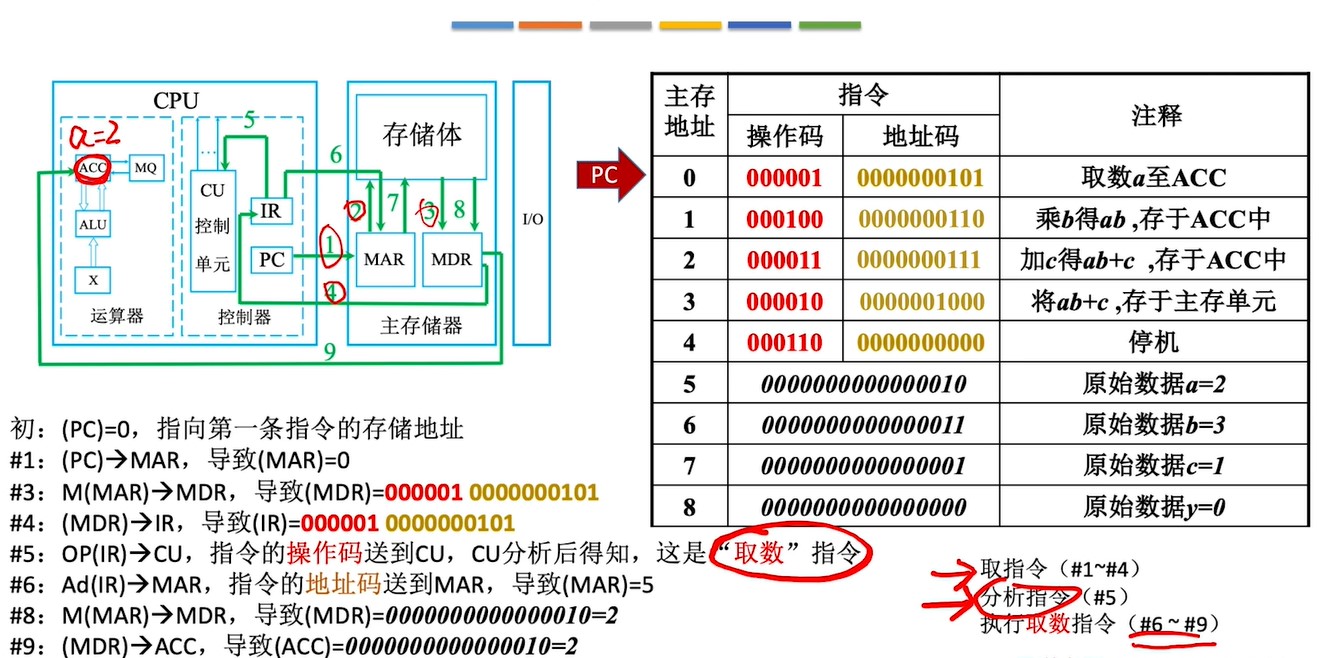 CPU
a=2
5
ACC
MQ
...
CU
控制
单元
IR
ALU
PC
X
运算器
控制器
6
存储体
2
7
3
8
1
MAR
MDR
4
主存储器
9
I/O
PC
主存地址 指令 注释
操作码 地址码
0 000001 0000000101 取数a至ACC
1 000100 0000000110 乘b得ab ,存于ACC中
2 000011 0000000111 加c得ab+c ,存于ACC中
3 000010 0000001000 将ab+c ,存于主存单元
4 000110 0000000000 停机
5 0000000000000010 原始数据a=2
6 0000000000000011 原始数据b=3
7 0000000000000001 原始数据c=1
8 0000000000000000 原始数据y=0
初：(PC)=0，指向第一条指令的存储地址
#1：(PC)→MAR，导致(MAR)=0
#3：M(MAR)→MDR，导致(MDR)=000001 0000000101
#4：(MDR)→IR，导致(IR)=000001 0000000101
#5：OP(IR)→CU，指令的操作码送到CU，CU分析后得知，这是“取数”指令
#6：Ad(IR)→MAR，指令的地址码送到MAR，导致(MAR)=5
#8：M(MAR)→MDR，导致(MDR)=0000000000000010=2
#9：(MDR)→ACC，导致(ACC)=0000000000000010=2
取指令（#1~#4）
分析指令（#5）
执行取数指令（#6~#9）